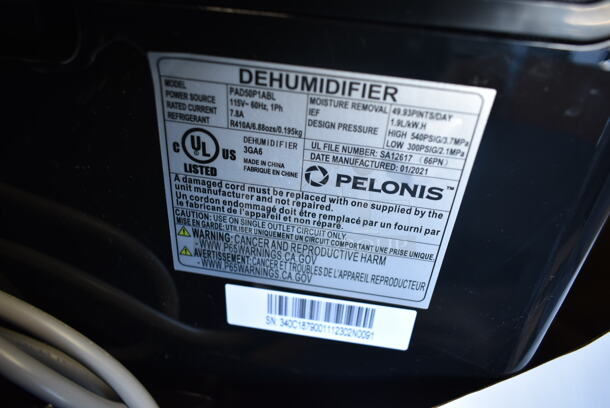 DEHUMIDIFIER
MODEL PAD50P1ABL
POWER SOURCE 115V~ 60Hz, 1Ph
RATED CURRENT 7.8A
REFRIGERANT R410A/6.88ozs/0.195kg
MOISTURE REMOVAL 49.93PINTS/DAY
IEF 1.9L/kW.H
DESIGN PRESSURE HIGH 540PSIG/3.7MPa
LOW 300PSIG/2.1MPa
UL FILE NUMBER: SA12617 (66PN)
DATE MANUFACTURED: 01/2021
C UL US
LISTED
DEHUMIDIFIER
3GA6
MADE IN CHINA
FABRIQUE EN CHINE
PELONIS™
A damaged cord must be replaced with one supplied by the
unit manufacturer and not repaired.
Un cordon endommagé doit être remplacé par un fourni par
le fabricant de l'appareil et non réparé.
CAUTION: USE ON SINGLE OUTLET CIRCUIT ONLY.
MISE EN GARDE: UTILISER EN UN CIRCUIT COMPORTANT UNE PRISE UNIQUE
WARNING: CANCER AND REPRODUCTIVE HARM
-WWW.P65WARNINGS.CA.GOV
AVERTISSEMENT: CANCER ET TROUBLES DE L'APPAREIL REPRODUCTEUR
-WWW.P65WARNINGS.CA.GOV
SN: 340C1879001112302N0091